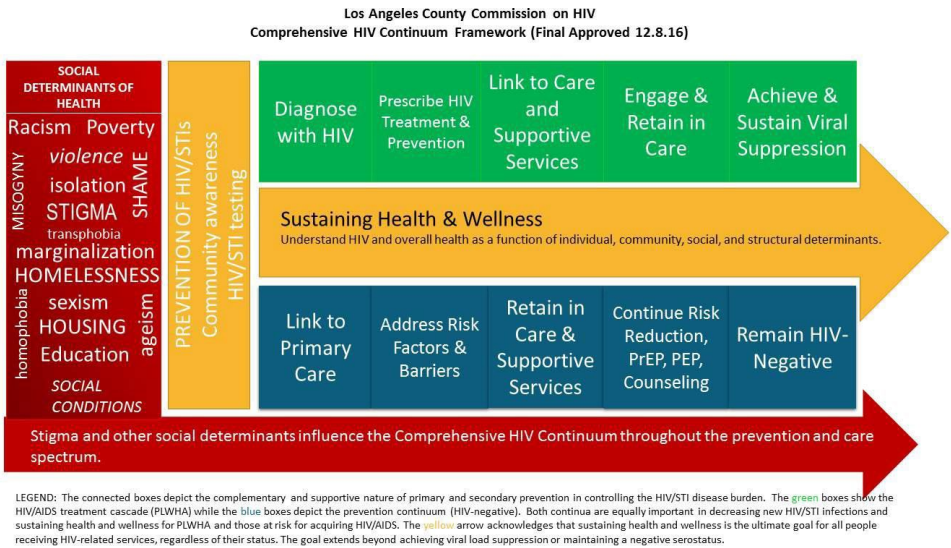 Los Angeles County Commission on HIV
Comprehensive HIV Continuum Framework (Final Approved 12.8.16)
SOCIAL
DETERMINANTS OF
HEALTH
Racism Poverty
MISOGYNY
violence
SHAME
isolation
STIGMA
transphobia
marginalization
HOMELESSNESS
homophobia
sexism
ageism
HOUSING
Education
SOCIAL
CONDITIONS
PREVENTION OF HIV/STIs
Community awareness
HIV/STI testing
Diagnose
with HIV
Prescribe HIV
Treatment &
Prevention
Link to Care
and
Supportive
Services
Engage &
Retain in
Care
Achieve &
Sustain Viral
Suppression
Sustaining Health & Wellness
Understand HIV and overall health as a function of individual, community, social, and structural determinants.
Link to
Primary
Care
Address Risk
Factors &
Barriers
Retain in
Care &
Supportive
Services
Continue Risk
Reduction,
PrEP, PEP,
Counseling
Remain HIV-
Negative
Stigma and other social determinants influence the Comprehensive HIV Continuum throughout the prevention and care
spectrum.
LEGEND: The connected boxes depict the complementary and supportive nature of primary and secondary prevention in controlling the HIV/STI disease burden. The green boxes show the
HIV/AIDS treatment cascade (PLWHA) while the blue boxes depict the prevention continuum (HIV-negative). Both continua are equally important in decreasing new HIV/STI infections and
sustaining health and wellness for PLWHA and those at risk for acquiring HIV/AIDS. The yellow arrow acknowledges that sustaining health and wellness is the ultimate goal for all people
receiving HIV-related services, regardless of their status. The goal extends beyond achieving viral load suppression or maintaining a negative serostatus.